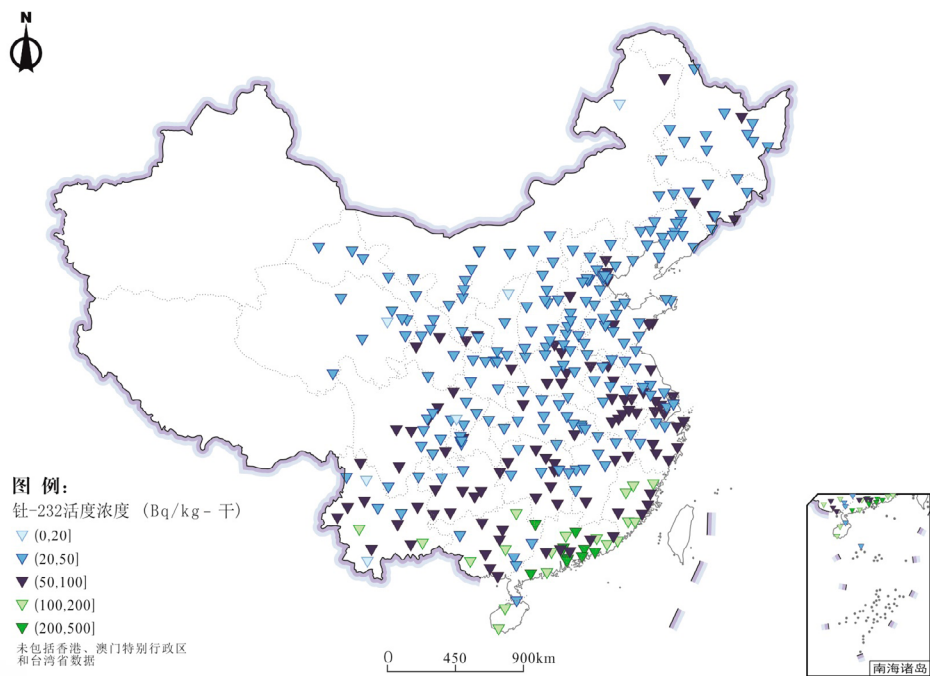 N
图 例：
钍-232活度浓度（Bq/kg-干）
(0,20]
(20,50]
(50,100]
(100,200]
(200,500]
未包括香港、澳门特别行政区
和台湾省数据
0 450 900km
南海诸岛